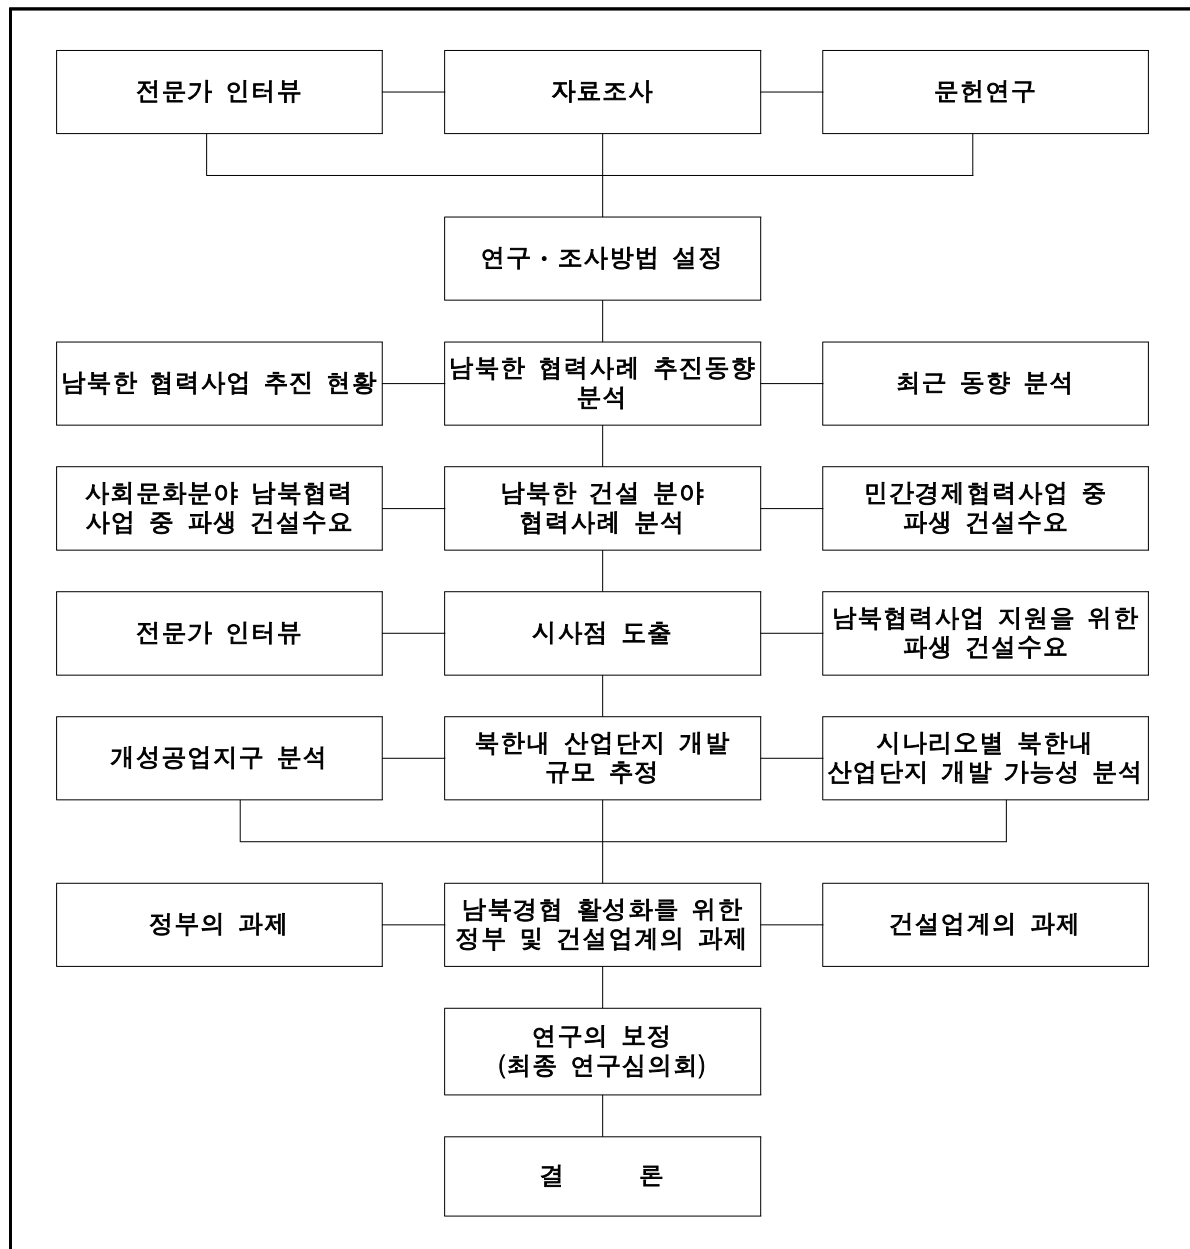 전문가 인터뷰
자료조사
문헌연구
연구·조사방법 설정
남북한 협력사업 추진 현황
남북한 협력사례 추진동향
분석
최근 동향 분석
사회문화분야 남북협력
사업 중 파생 건설수요
남북한 건설 분야
협력사례 분석
민간경제협력사업 중
파생 건설수요
전문가 인터뷰
시사점 도출
남북협력사업 지원을 위한
파생 건설수요
개성공업지구 분석
북한내 산업단지 개발
규모 추정
시나리오별 북한내
산업단지 개발 가능성 분석
정부의 과제
남북경협 활성화를 위한
정부 및 건설업계의 과제
건설업계의 과제
연구의 보정
(최종 연구심의회)
결 론